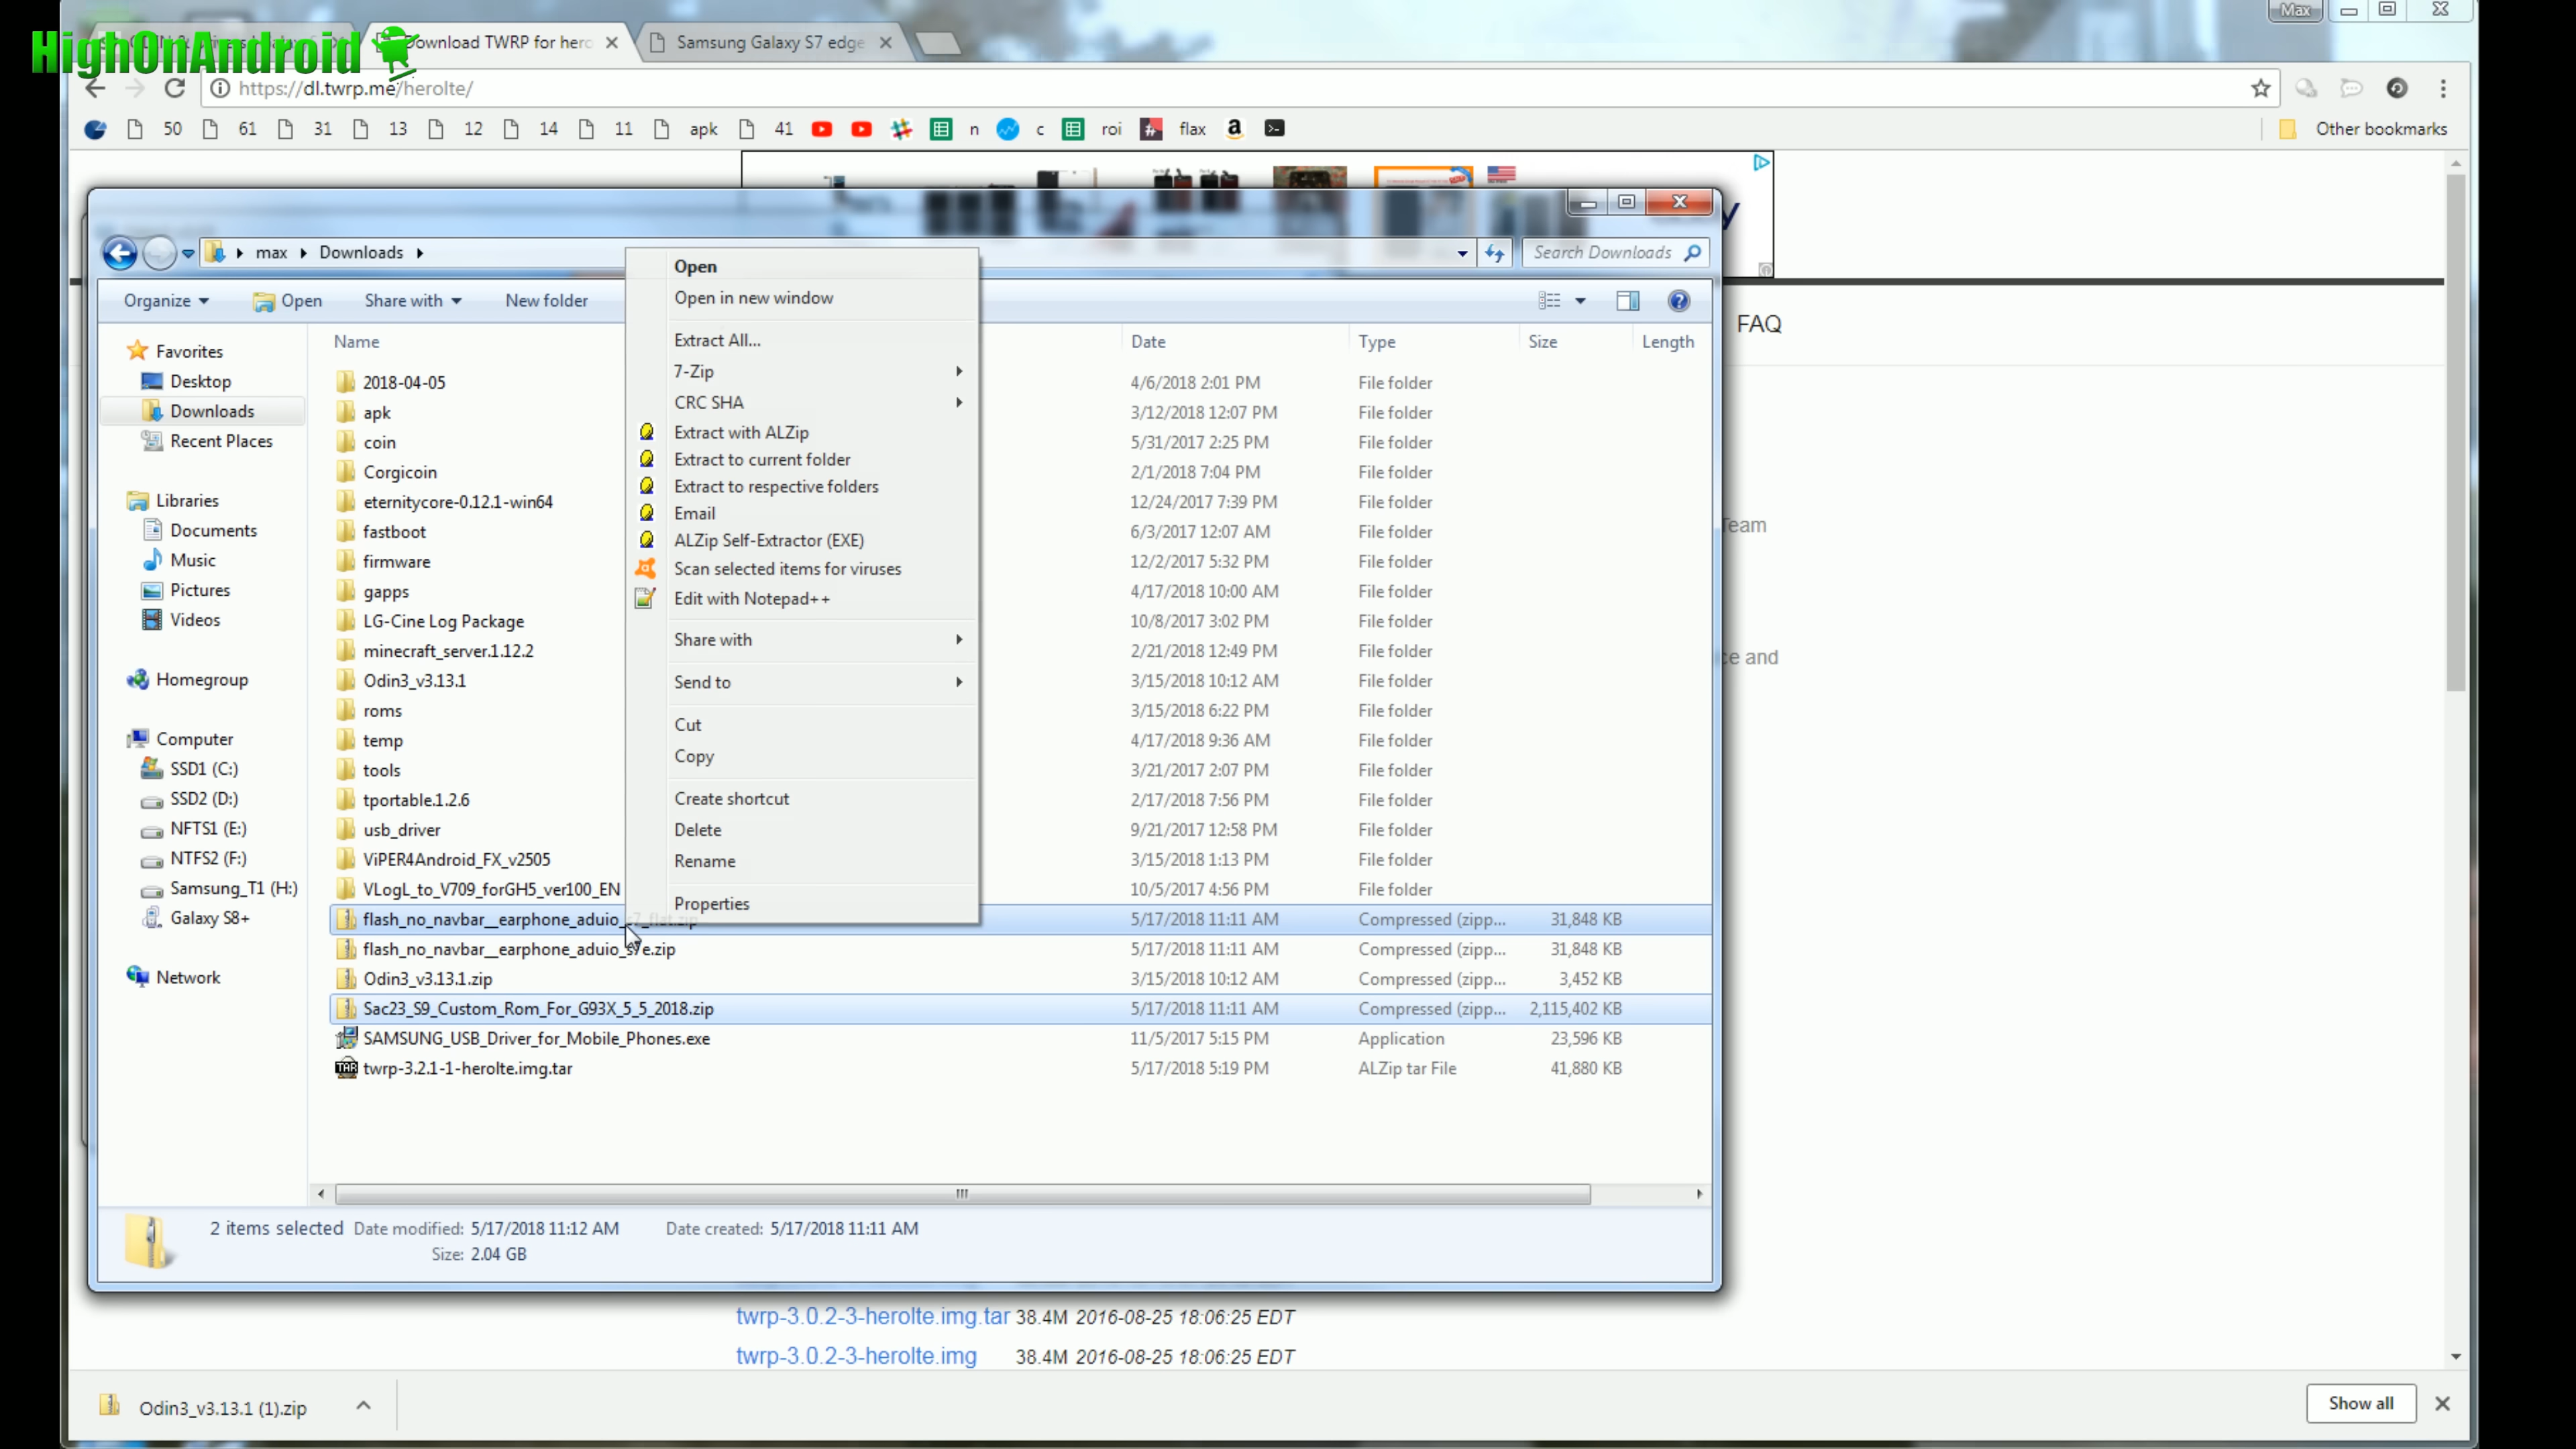 HighOnAndroid
Download TWRP for herc
Samsung Galaxy S7 edge
Max
https://dl.twrp.me/herolte/
50 61 31 13 12 14 11 apk 41 n c roi flax Other bookmarks
max Downloads Search Downloads
Organize Open Share with New folder
FAQ
Name Date Type Size Length
Favorites
Desktop
Downloads
Recent Places
Libraries
Documents
Music
Pictures
Videos
Homegroup
Computer
SSD1 (C:)
SSD2 (D:)
NFTS1 (E:)
NTFS2 (F:)
Samsung_T1 (H:)
Galaxy S8+
Network
2018-04-05 4/6/2018 2:01 PM File folder
apk 3/12/2018 12:07 PM File folder
coin 5/31/2017 2:25 PM File folder
Corgicoin 2/1/2018 7:04 PM File folder
eternitycore-0.12.1-win64 12/24/2017 7:39 PM File folder
fastboot 6/3/2017 12:07 AM File folder
firmware 12/2/2017 5:32 PM File folder
gapps 4/17/2018 10:00 AM File folder
LG-Cine Log Package 10/8/2017 3:02 PM File folder
minecraft_server.1.12.2 2/21/2018 12:49 PM File folder
Odin3_v3.13.1 3/15/2018 10:12 AM File folder
roms 3/15/2018 6:22 PM File folder
temp 4/17/2018 9:36 AM File folder
tools 3/21/2017 2:07 PM File folder
tportable.1.2.6 2/17/2018 7:56 PM File folder
usb_driver 9/21/2017 12:58 PM File folder
ViPER4Android_FX_v2505 3/15/2018 1:13 PM File folder
VLogL_to_V709_forGH5_ver100_EN 10/5/2017 4:56 PM File folder
flash_no_navbar__earphone_aduio_s7_flat.zip 5/17/2018 11:11 AM Compressed (zipp... 31,848 KB
flash_no_navbar__earphone_aduio_s7e.zip 5/17/2018 11:11 AM Compressed (zipp... 31,848 KB
Odin3_v3.13.1.zip 3/15/2018 10:12 AM Compressed (zipp... 3,452 KB
Sac23_S9_Custom_Rom_For_G93X_5_5_2018.zip 5/17/2018 11:11 AM Compressed (zipp... 2,115,402 KB
SAMSUNG_USB_Driver_for_Mobile_Phones.exe 11/5/2017 5:15 PM Application 23,596 KB
twrp-3.2.1-1-herolte.img.tar 5/17/2018 5:19 PM ALZip tar File 41,880 KB
Open
Open in new window
Extract All...
7-Zip
CRC SHA
Extract with ALZip
Extract to current folder
Extract to respective folders
Email
ALZip Self-Extractor (EXE)
Scan selected items for viruses
Edit with Notepad++
Share with
Send to
Cut
Copy
Create shortcut
Delete
Rename
Properties
Team
ce and
2 items selected Date modified: 5/17/2018 11:12 AM Date created: 5/17/2018 11:11 AM
Size: 2.04 GB
twrp-3.0.2-3-herolte.img.tar 38.4M 2016-08-25 18:06:25 EDT
twrp-3.0.2-3-herolte.img 38.4M 2016-08-25 18:06:25 EDT
Odin3_v3.13.1 (1).zip
Show all